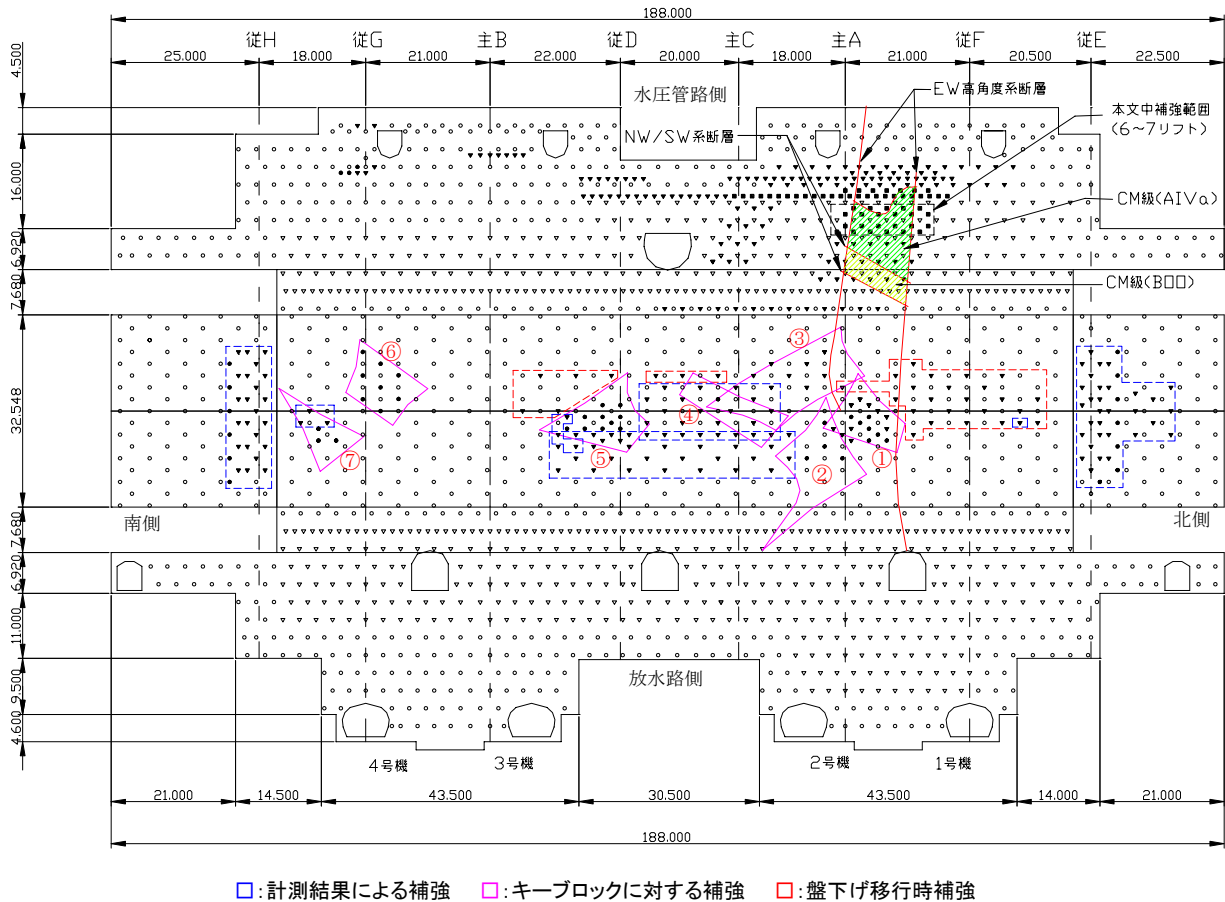 188.000
従H 従G 主B 従D 主C 主A 従F 従E
25.000 18.000 21.000 22.000 20.000 18.000 21.000 20.500 22.500
4.500
水圧管路側
EW高角度系断層
本文中補強範囲
(6～7リフト)
NW/SW系断層
16.000
CM級(AIVa)
6.920
CM級(B□□)
7.680
③
⑥
32.548
④
①
⑤
②
⑦
南側
北側
7.680
6.920
11.000
放水路側
9.500
4.600
4号機 3号機 2号機 1号機
21.000 14.500 43.500 30.500 43.500 14.000 21.000
188.000
□:計測結果による補強 □:キーブロックに対する補強 □:盤下げ移行時補強